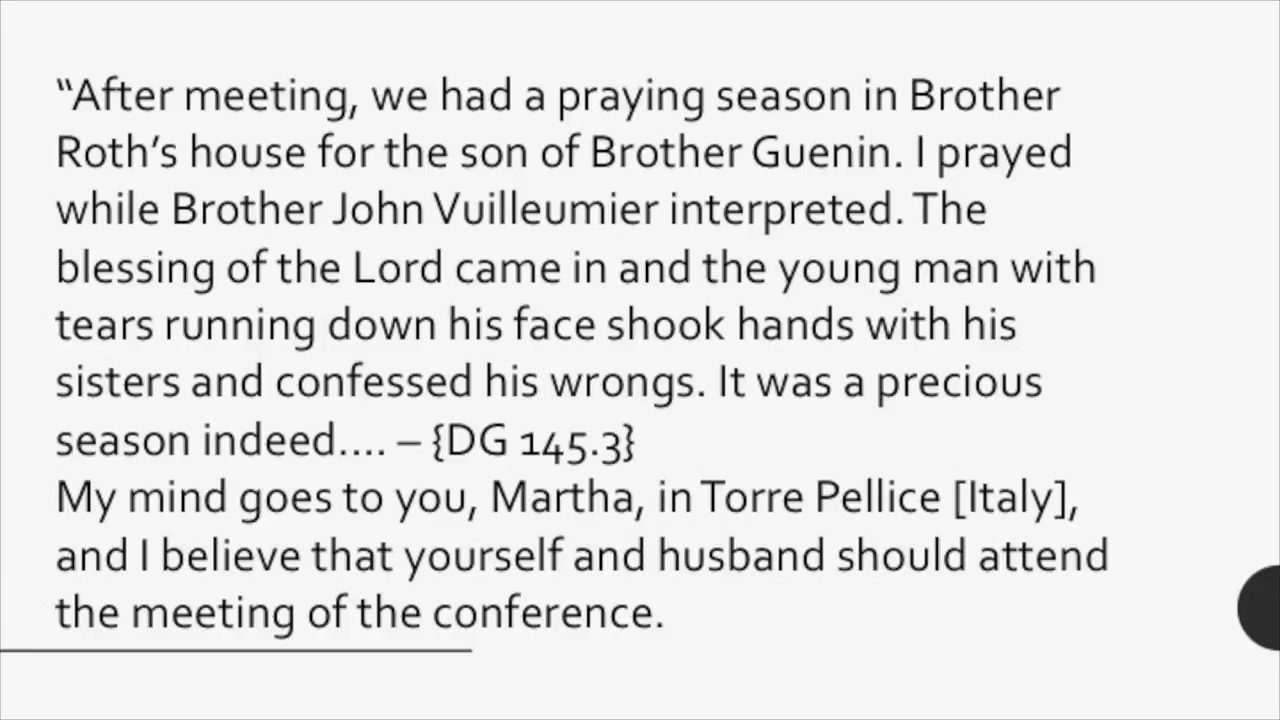 “After meeting, we had a praying season in Brother
Roth’s house for the son of Brother Guenin. I prayed
while Brother John Vuilleumier interpreted. The
blessing of the Lord came in and the young man with
tears running down his face shook hands with his
sisters and confessed his wrongs. It was a precious
season indeed.... – {DG 145.3}
My mind goes to you, Martha, in Torre Pellice [Italy],
and I believe that yourself and husband should attend
the meeting of the conference.